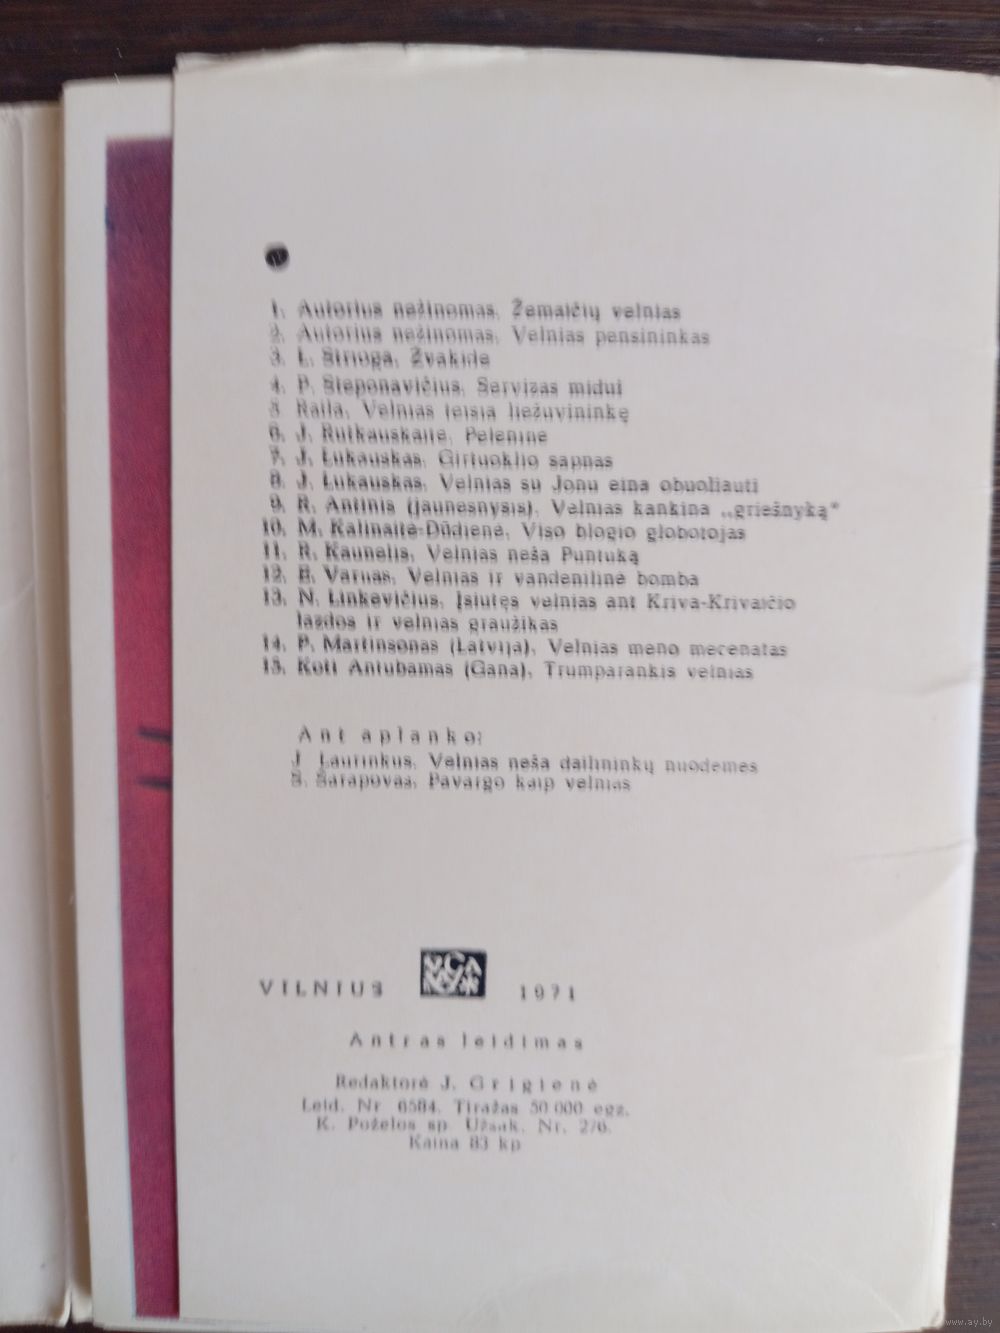 1. Autorius nežinomas, Žemaičių velnias
2. Autorius nežinomas, Velnias pensininkas
3. L. Strioga, Žvakidė
4. P. Steponavičius, Servizas midui
5. Raila, Velnias teisia liežuvininkę
6. J. Rutkauskaitė, Peleninė
7. J. Lukauskas, Girtuoklio sapnas
8. J. Lukauskas, Velnias su Jonu eina obuoliauti
9. R. Antinis (jaunesnysis), Velnias kankina „griešnyką"
10. M. Kalinaitė-Dūdienė, Viso blogio globotojas
11. R. Kaunelis, Velnias neša Puntuką
12. B. Varnas, Velnias ir vandenilinė bomba
13. N. Linkevičius, Įsiutęs velnias ant Kriva-Krivaičio
lazdos ir velnias graužikas
14. P. Martinsonas (Latvija), Velnias meno mecenatas
15. Kofi Antubamas (Gana), Trumparankis velnias
Ant aplanko:
J. Laurinkus, Velnias neša dailininkų nuodėmes
S. Šarapovas, Pavargo kaip velnias
VILNIUS 1971
Antras leidimas
Redaktorė J. Grigienė
Leid. Nr 6584. Tiražas 50 000 egz.
K. Poželos sp. Užsak. Nr. 276.
Kaina 83 kp
www.ay.by